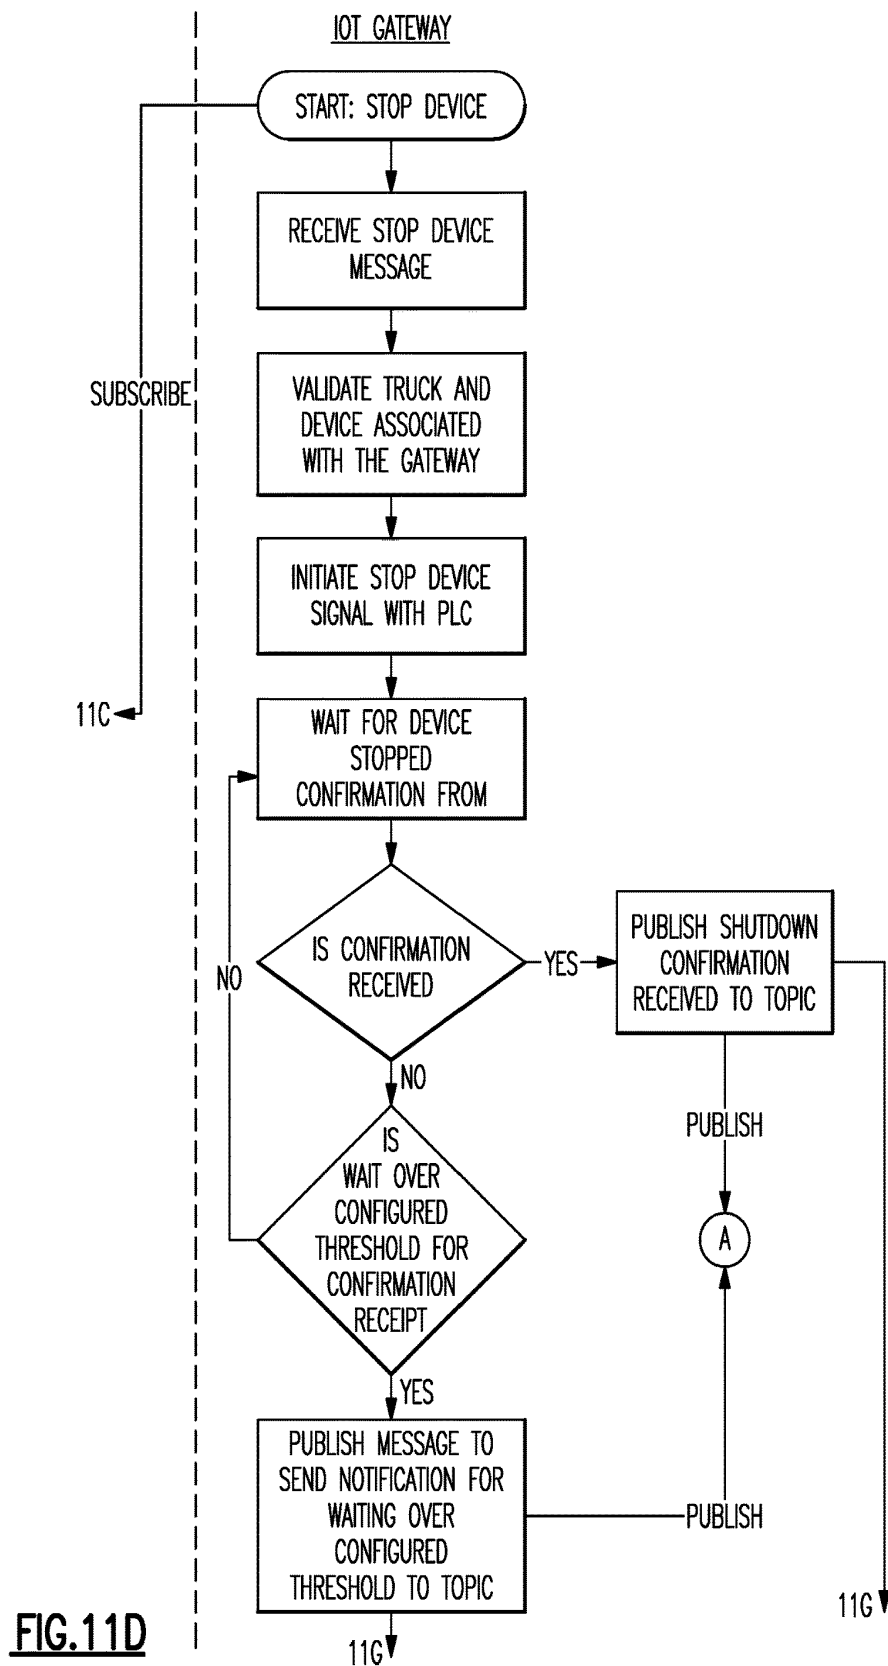 IOT GATEWAY
START: STOP DEVICE
RECEIVE STOP DEVICE
MESSAGE
SUBSCRIBE
VALIDATE TRUCK AND
DEVICE ASSOCIATED
WITH THE GATEWAY
INITIATE STOP DEVICE
SIGNAL WITH PLC
11C
WAIT FOR DEVICE
STOPPED
CONFIRMATION FROM
IS CONFIRMATION
RECEIVED
YES
PUBLISH SHUTDOWN
CONFIRMATION
RECEIVED TO TOPIC
NO
NO
PUBLISH
IS
WAIT OVER
CONFIGURED
THRESHOLD FOR
CONFIRMATION
RECEIPT
A
YES
PUBLISH MESSAGE TO
SEND NOTIFICATION FOR
WAITING OVER
CONFIGURED
THRESHOLD TO TOPIC
PUBLISH
11G
11G
FIG.11D